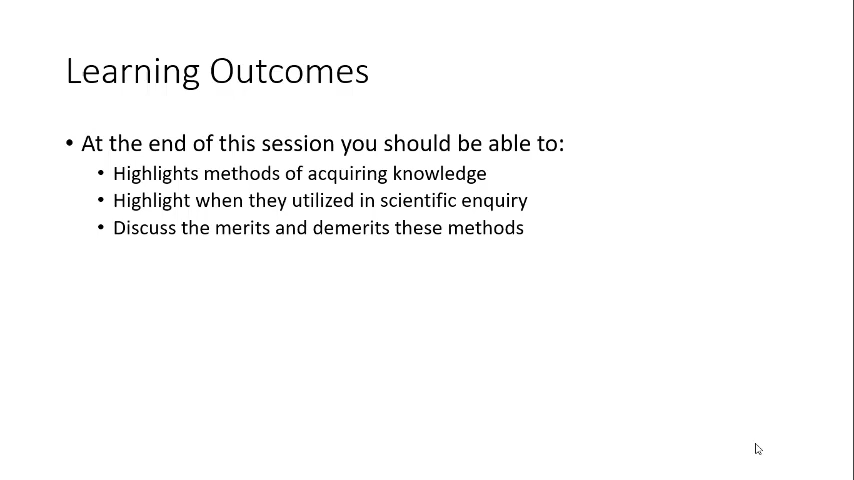 Learning Outcomes
• At the end of this session you should be able to:
• Highlights methods of acquiring knowledge
• Highlight when they utilized in scientific enquiry
• Discuss the merits and demerits these methods